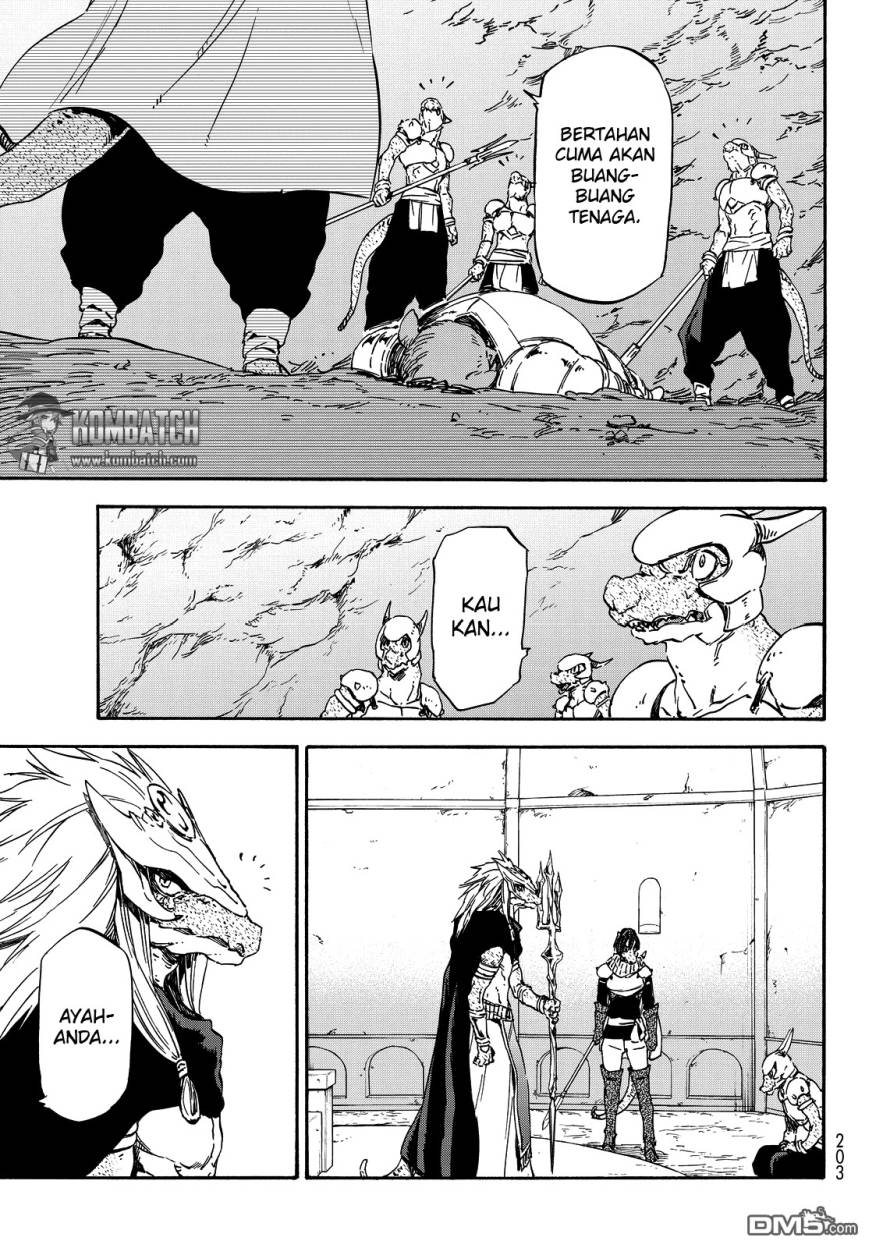 BERTAHAN
CUMA AKAN
BUANG-
BUANG
TENAGA.
KOMBATCH
www.kombatch.com
KAU
KAN...
AYAH-
ANDA...
203
DM5.com